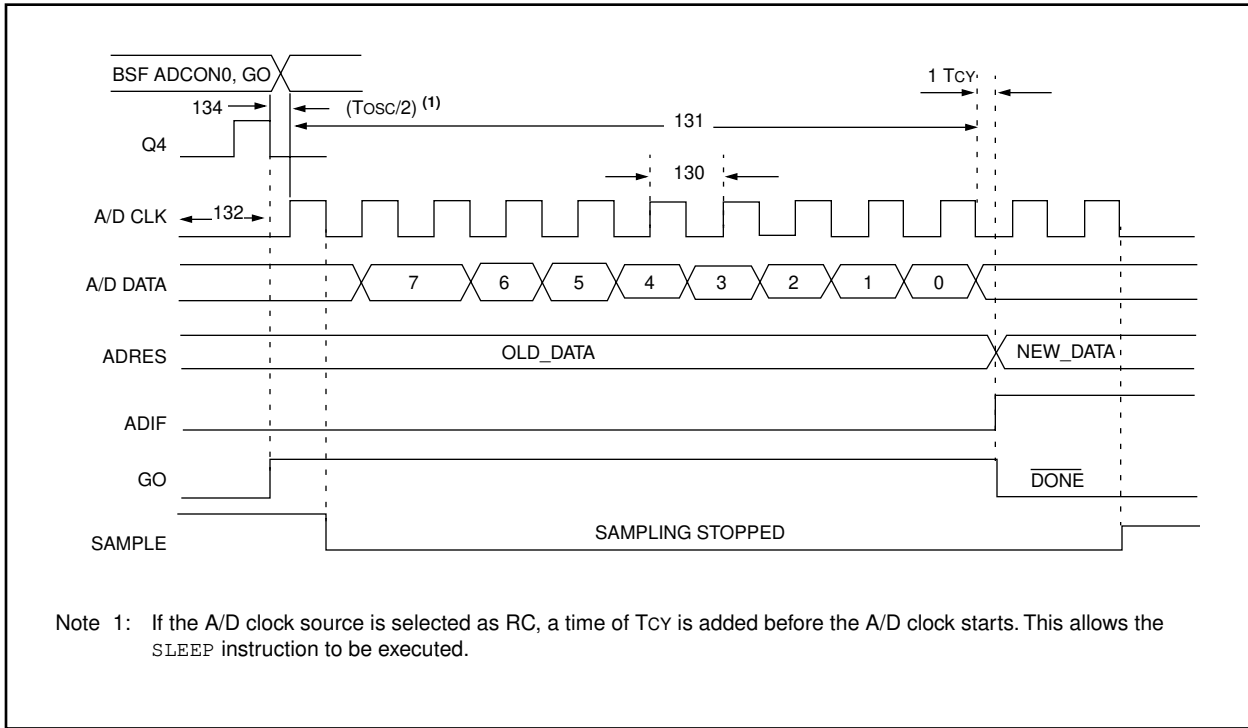 BSF ADCON0, GO
134 (TOSC/2) (1)
1 TCY
131
Q4
130
A/D CLK 132
A/D DATA 7 6 5 4 3 2 1 0
ADRES OLD_DATA NEW_DATA
ADIF
GO DONE
SAMPLE SAMPLING STOPPED
Note 1: If the A/D clock source is selected as RC, a time of TCY is added before the A/D clock starts. This allows the
SLEEP instruction to be executed.